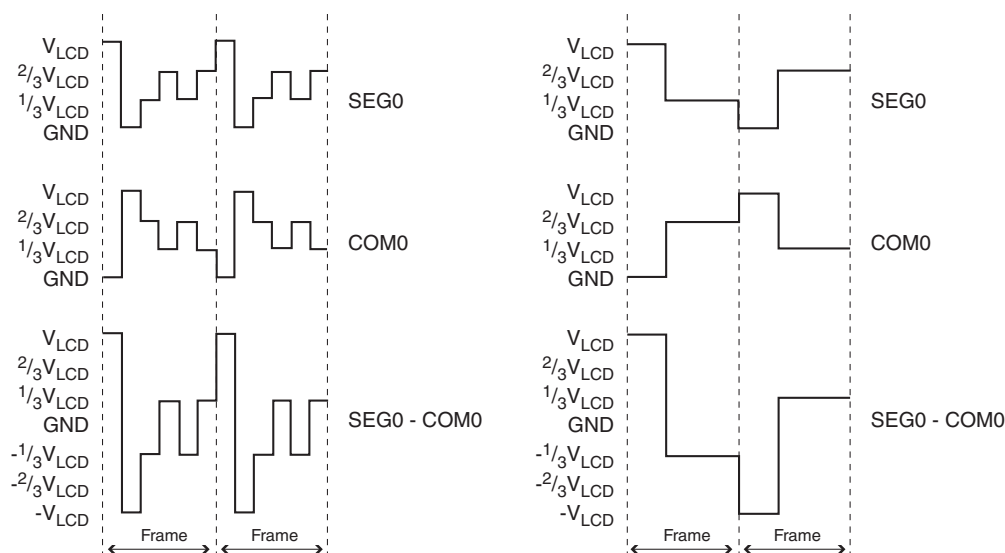 VLCD
2/3VLCD
1/3VLCD
GND
SEG0
VLCD
2/3VLCD
1/3VLCD
GND
COM0
VLCD
2/3VLCD
1/3VLCD
GND
-1/3VLCD
-2/3VLCD
-VLCD
SEG0 - COM0
Frame
Frame
VLCD
2/3VLCD
1/3VLCD
GND
SEG0
VLCD
2/3VLCD
1/3VLCD
GND
COM0
VLCD
2/3VLCD
1/3VLCD
GND
-1/3VLCD
-2/3VLCD
-VLCD
SEG0 - COM0
Frame
Frame